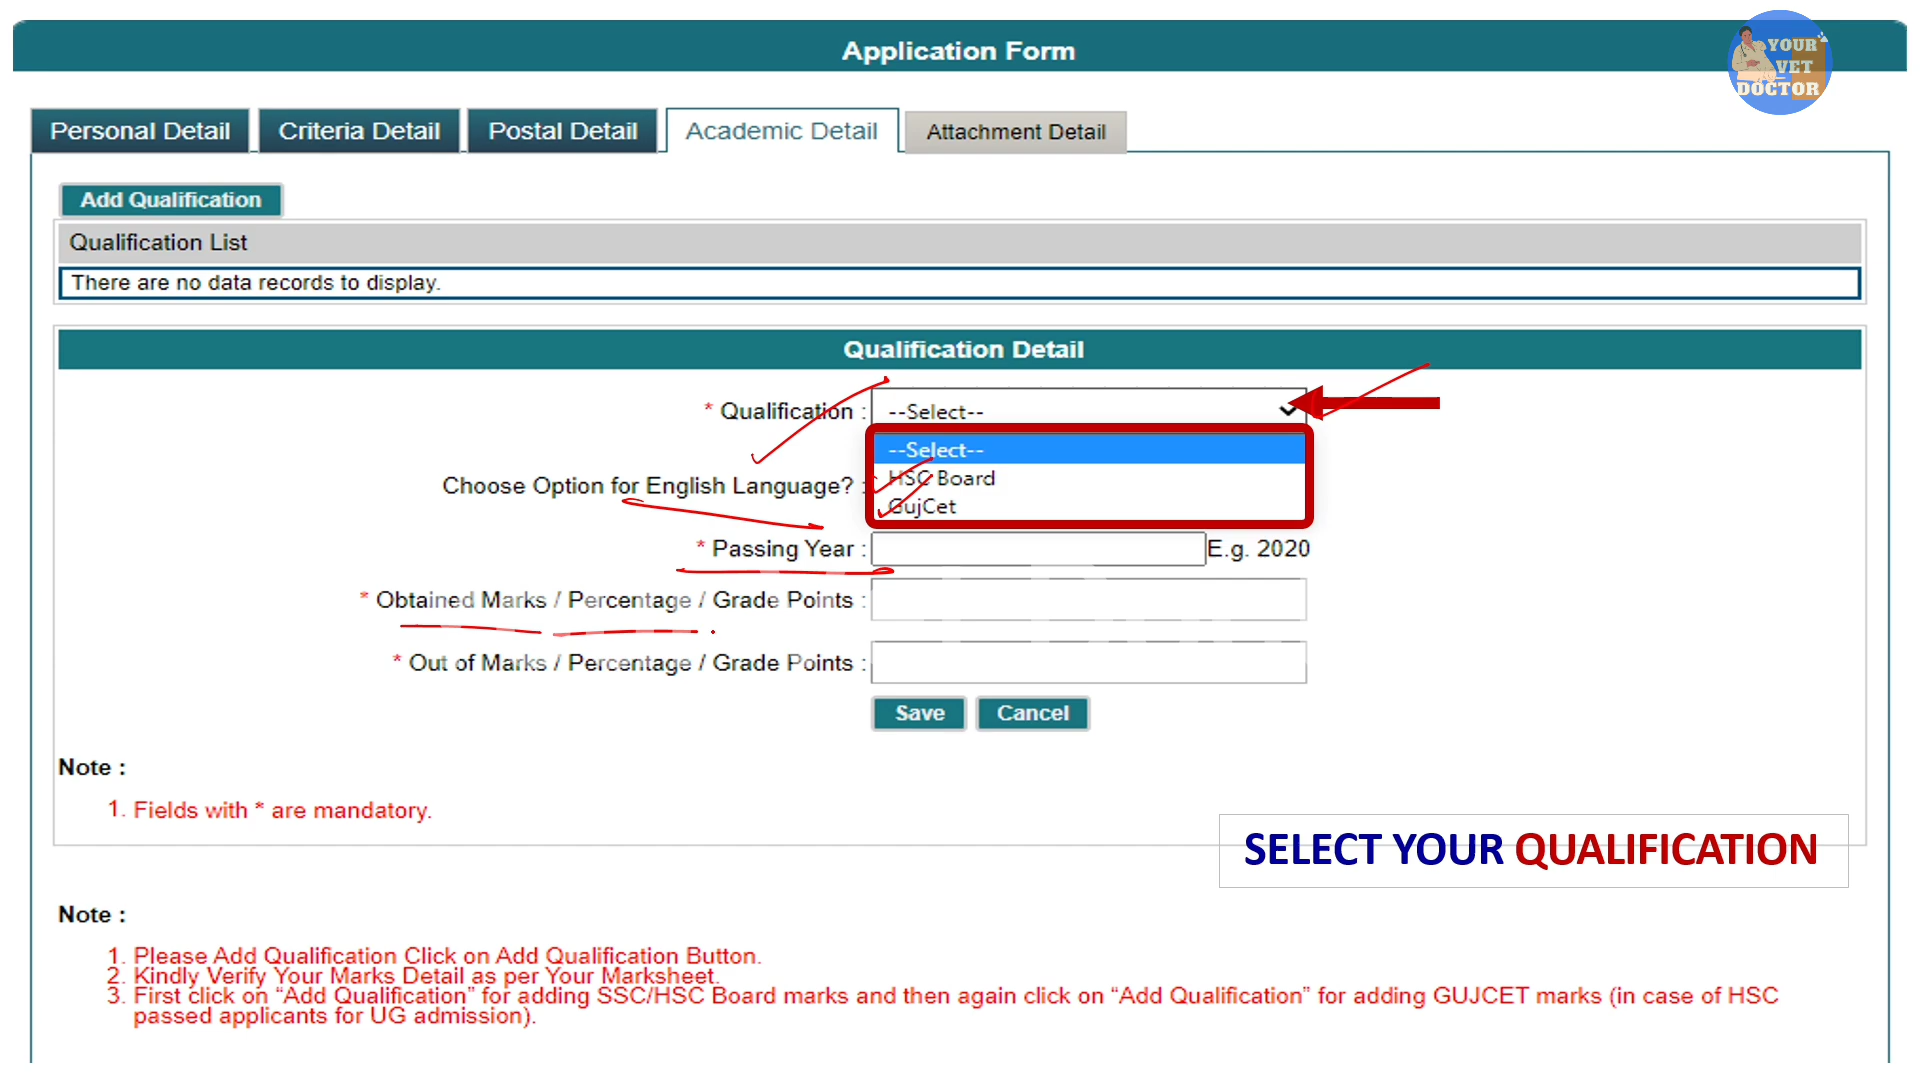 Application Form
YOUR
VET
DOCTOR
Personal Detail
Criteria Detail
Postal Detail
Academic Detail
Attachment Detail
Add Qualification
Qualification List
There are no data records to display.
Qualification Detail
* Qualification :
--Select--
--Select--
HSC Board
GujCet
Choose Option for English Language? :
* Passing Year :
E.g. 2020
* Obtained Marks / Percentage / Grade Points :
* Out of Marks / Percentage / Grade Points :
Save
Cancel
Note :
1. Fields with * are mandatory.
SELECT YOUR QUALIFICATION
Note :
1. Please Add Qualification Click on Add Qualification Button.
2. Kindly Verify Your Marks Detail as per Your Marksheet.
3. First click on “Add Qualification” for adding SSC/HSC Board marks and then again click on “Add Qualification” for adding GUJCET marks (in case of HSC
passed applicants for UG admission).